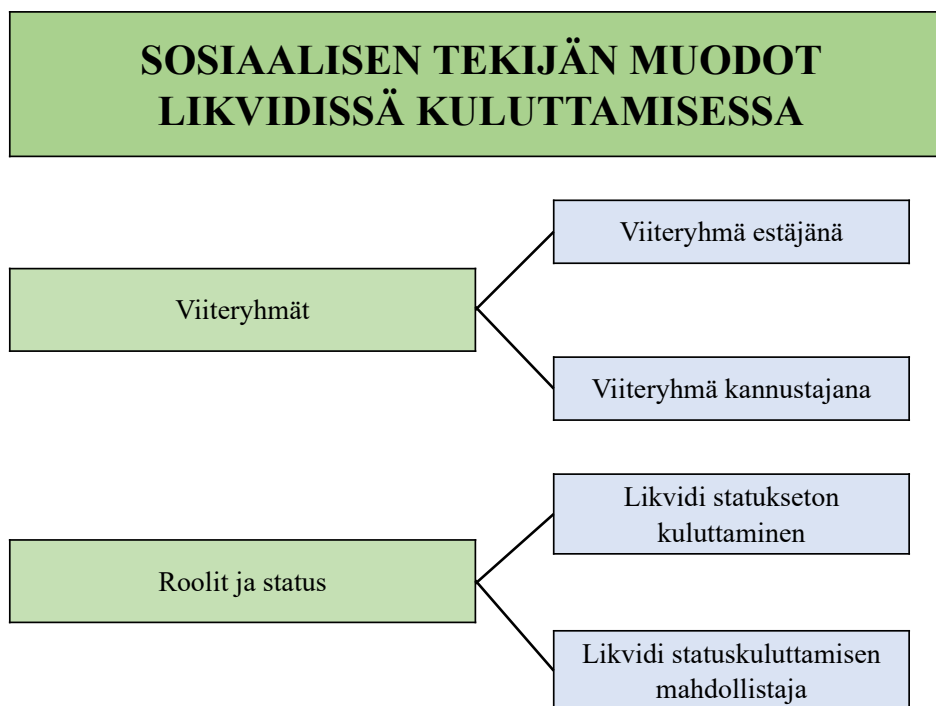 SOSIAALISEN TEKIJÄN MUODOT
LIKVIDISSÄ KULUTTAMISESSA
Viiteryhmät
Viiteryhmä estäjänä
Viiteryhmä kannustajana
Roolit ja status
Likvidi statukseton
kuluttaminen
Likvidi statuskuluttamisen
mahdollistaja